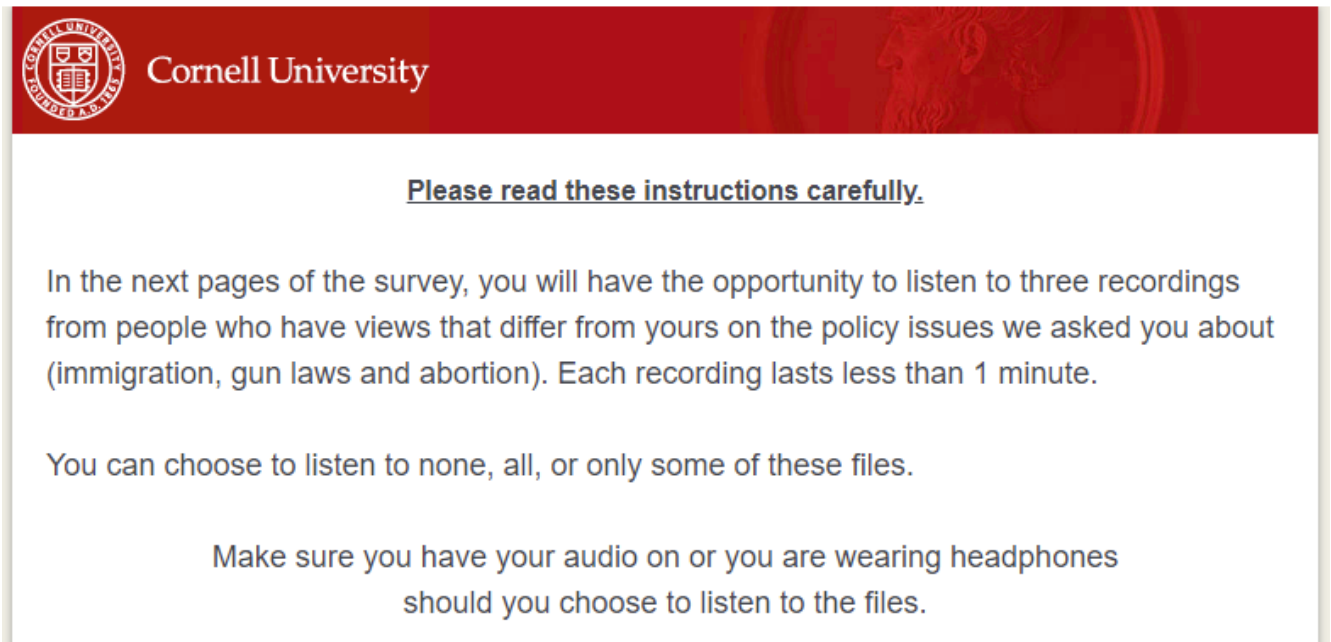 CORNELL UNIVERSITY
FOUNDED A.D. 1865
Cornell University
Please read these instructions carefully.
In the next pages of the survey, you will have the opportunity to listen to three recordings
from people who have views that differ from yours on the policy issues we asked you about
(immigration, gun laws and abortion). Each recording lasts less than 1 minute.
You can choose to listen to none, all, or only some of these files.
Make sure you have your audio on or you are wearing headphones
should you choose to listen to the files.